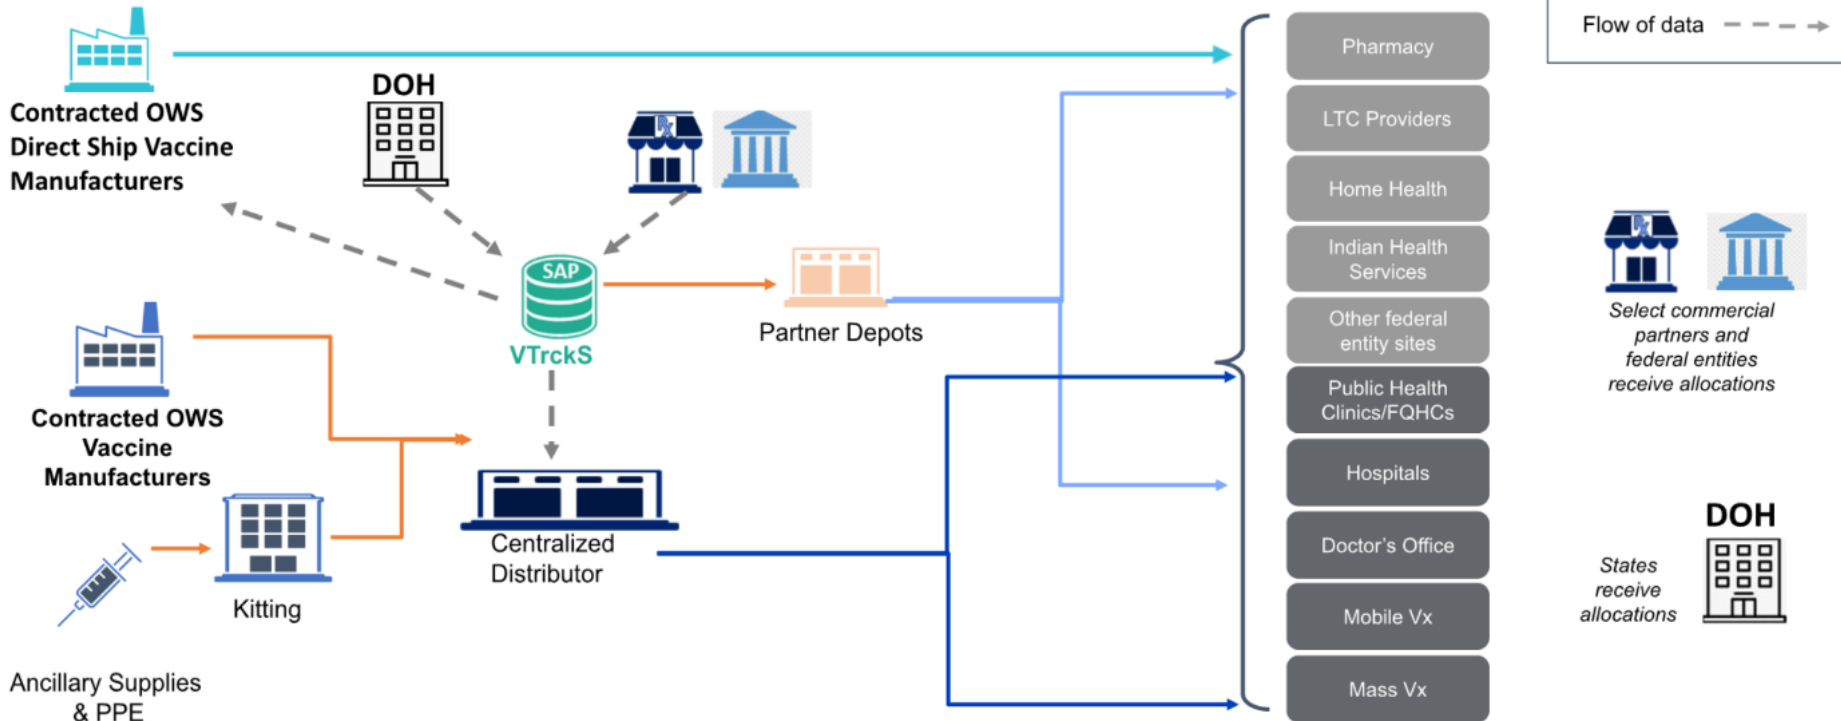 Contracted OWS
Direct Ship Vaccine
Manufacturers
DOH
Rx
SAP
VTrckS
Partner Depots
Contracted OWS
Vaccine
Manufacturers
Kitting
Ancillary Supplies
& PPE
Centralized
Distributor
Pharmacy
LTC Providers
Home Health
Indian Health
Services
Other federal
entity sites
Public Health
Clinics/FQHCs
Hospitals
Doctor's Office
Mobile Vx
Mass Vx
Flow of data
Rx
Select commercial
partners and
federal entities
receive allocations
DOH
States
receive
allocations